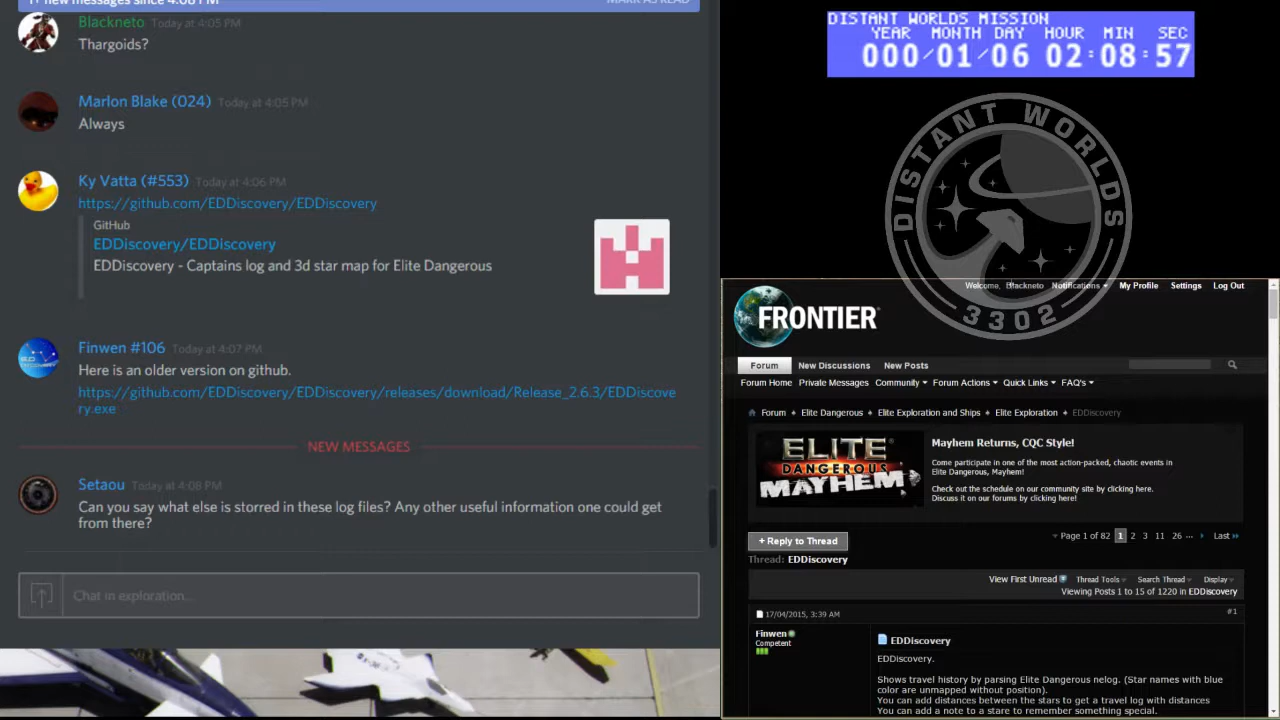 new messages since 4:08 PM
MARK AS READ
Blackneto Today at 4:05 PM
Thargoids?
Marlon Blake (024) Today at 4:05 PM
Always
Ky Vatta (#553) Today at 4:06 PM
https://github.com/EDDiscovery/EDDiscovery
GitHub
EDDiscovery/EDDiscovery
EDDiscovery - Captains log and 3d star map for Elite Dangerous
Finwen #106 Today at 4:07 PM
Here is an older version on github.
https://github.com/EDDiscovery/EDDiscovery/releases/download/Release_2.6.3/EDDiscove
ry.exe
NEW MESSAGES
Setaou Today at 4:08 PM
Can you say what else is storred in these log files? Any other useful information one could get
from there?
Chat in exploration...
DISTANT WORLDS MISSION
YEAR MONTH DAY HOUR MIN SEC
000/01/06 02:08:57
DISTANT WORLDS
3302
Welcome, Blackneto Notifications My Profile Settings Log Out
FRONTIER
Forum New Discussions New Posts
Forum Home Private Messages Community Forum Actions Quick Links FAQ's
Forum Elite Dangerous Elite Exploration and Ships Elite Exploration EDDiscovery
ELITE
DANGEROUS
MAYHEM
Mayhem Returns, CQC Style!
Come participate in one of the most action-packed, chaotic events in
Elite Dangerous, Mayhem!
Check out the schedule on our community site by clicking here.
Discuss it on our forums by clicking here!
+ Reply to Thread
Page 1 of 82 1 2 3 11 26 ... Last
Thread: EDDiscovery
View First Unread Thread Tools Search Thread Display
Viewing Posts 1 to 15 of 1220 in EDDiscovery
17/04/2015, 3:39 AM
#1
Finwen
Competent
EDDiscovery
EDDiscovery.
Shows travel history by parsing Elite Dangerous nelog. (Star names with blue
color are unmapped without position).
You can add distances between the stars to get a travel log with distances
You can add a note to a stare to remember something special.